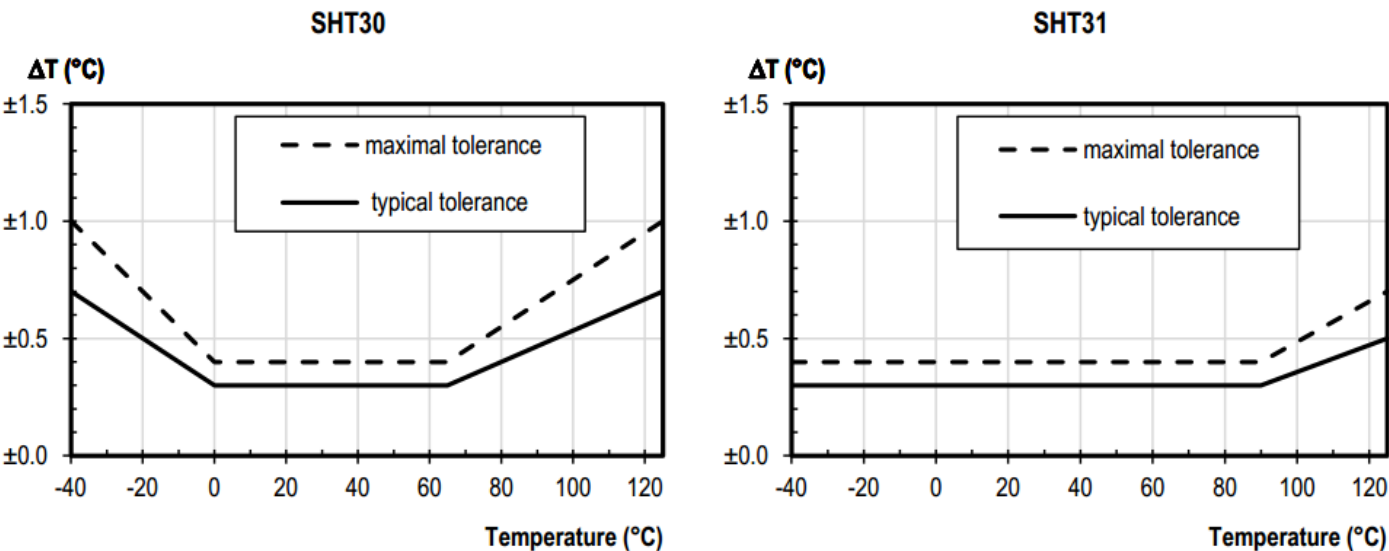 SHT30
ΔT (°C)
±1.5
±1.0
±0.5
±0.0
maximal tolerance
typical tolerance
-40 -20 0 20 40 60 80 100 120
Temperature (°C)
SHT31
ΔT (°C)
±1.5
±1.0
±0.5
±0.0
maximal tolerance
typical tolerance
-40 -20 0 20 40 60 80 100 120
Temperature (°C)